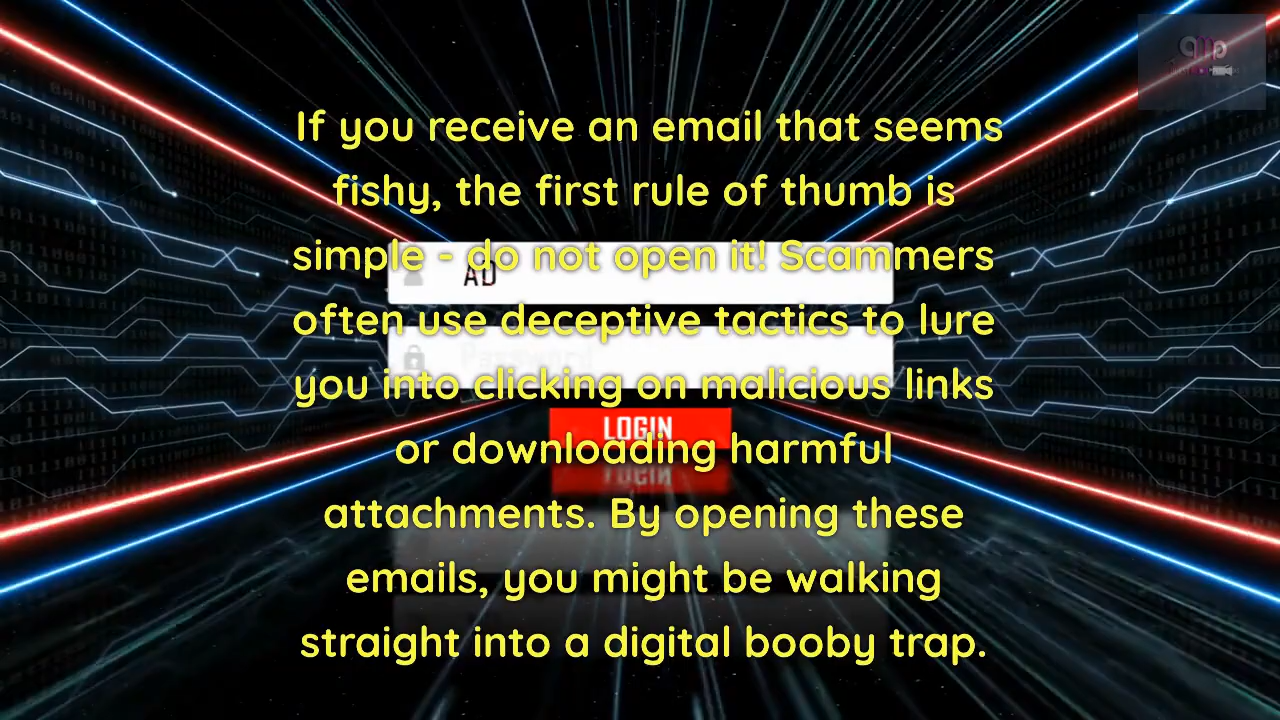 If you receive an email that seems
fishy, the first rule of thumb is
simple - do not open it! Scammers
AD
often use deceptive tactics to lure
Password
you into clicking on malicious links
LOGIN
or downloading harmful
attachments. By opening these
emails, you might be walking
straight into a digital booby trap.